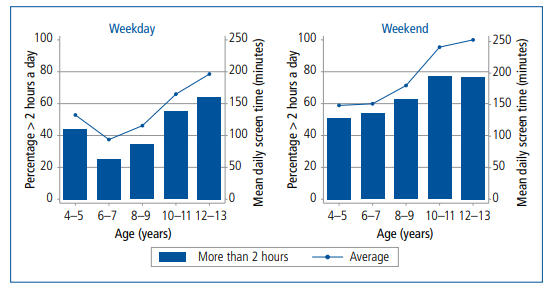 Weekday
Percentage > 2 hours a day
100
80
60
40
20
0
250
200
150
100
50
0
Mean daily screen time (minutes)
4–5 6–7 8–9 10–11 12–13
Age (years)
Weekend
Percentage > 2 hours a day
100
80
60
40
20
0
250
200
150
100
50
0
Mean daily screen time (minutes)
4–5 6–7 8–9 10–11 12–13
Age (years)
More than 2 hours Average